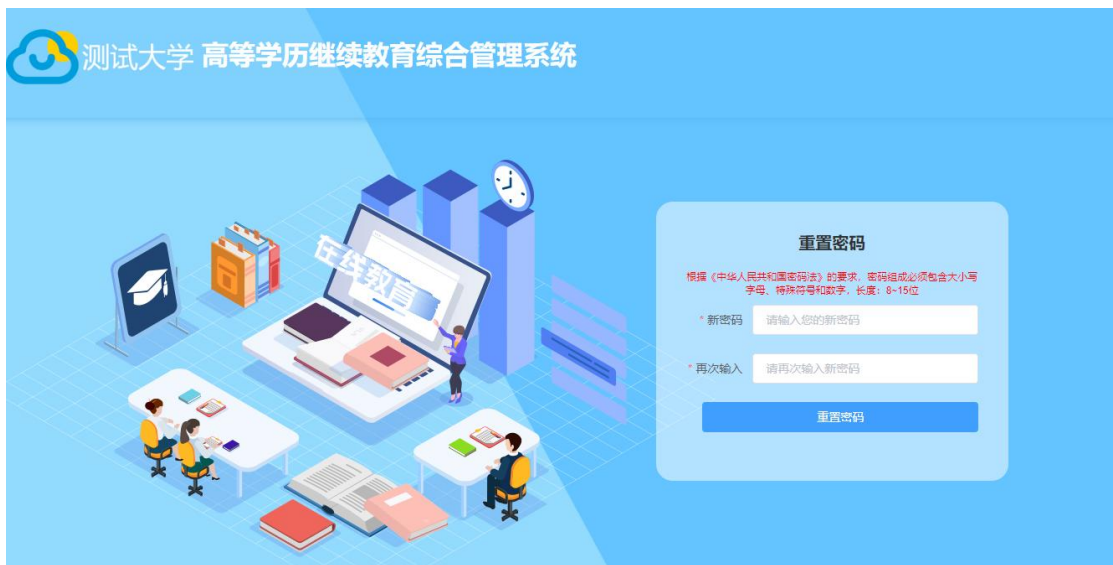 测试大学 高等学历继续教育综合管理系统
在线教育
重置密码
根据《中华人民共和国密码法》的要求，密码组成必须包含大小写
字母、特殊符号和数字，长度：8~15位
* 新密码 请输入您的新密码
* 再次输入 请再次输入新密码
重置密码